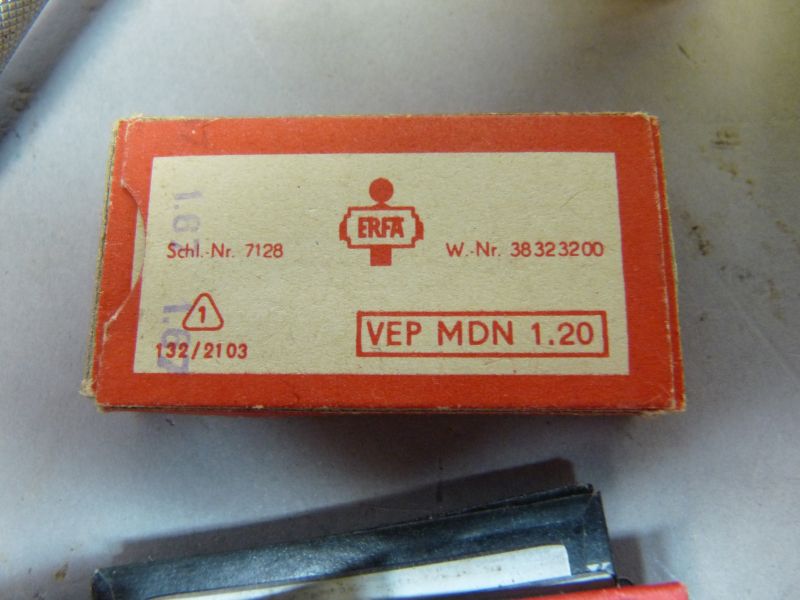 ERFA
Schl.-Nr. 7128
W.-Nr. 38323200
1
132/2103
VEP MDN 1.20